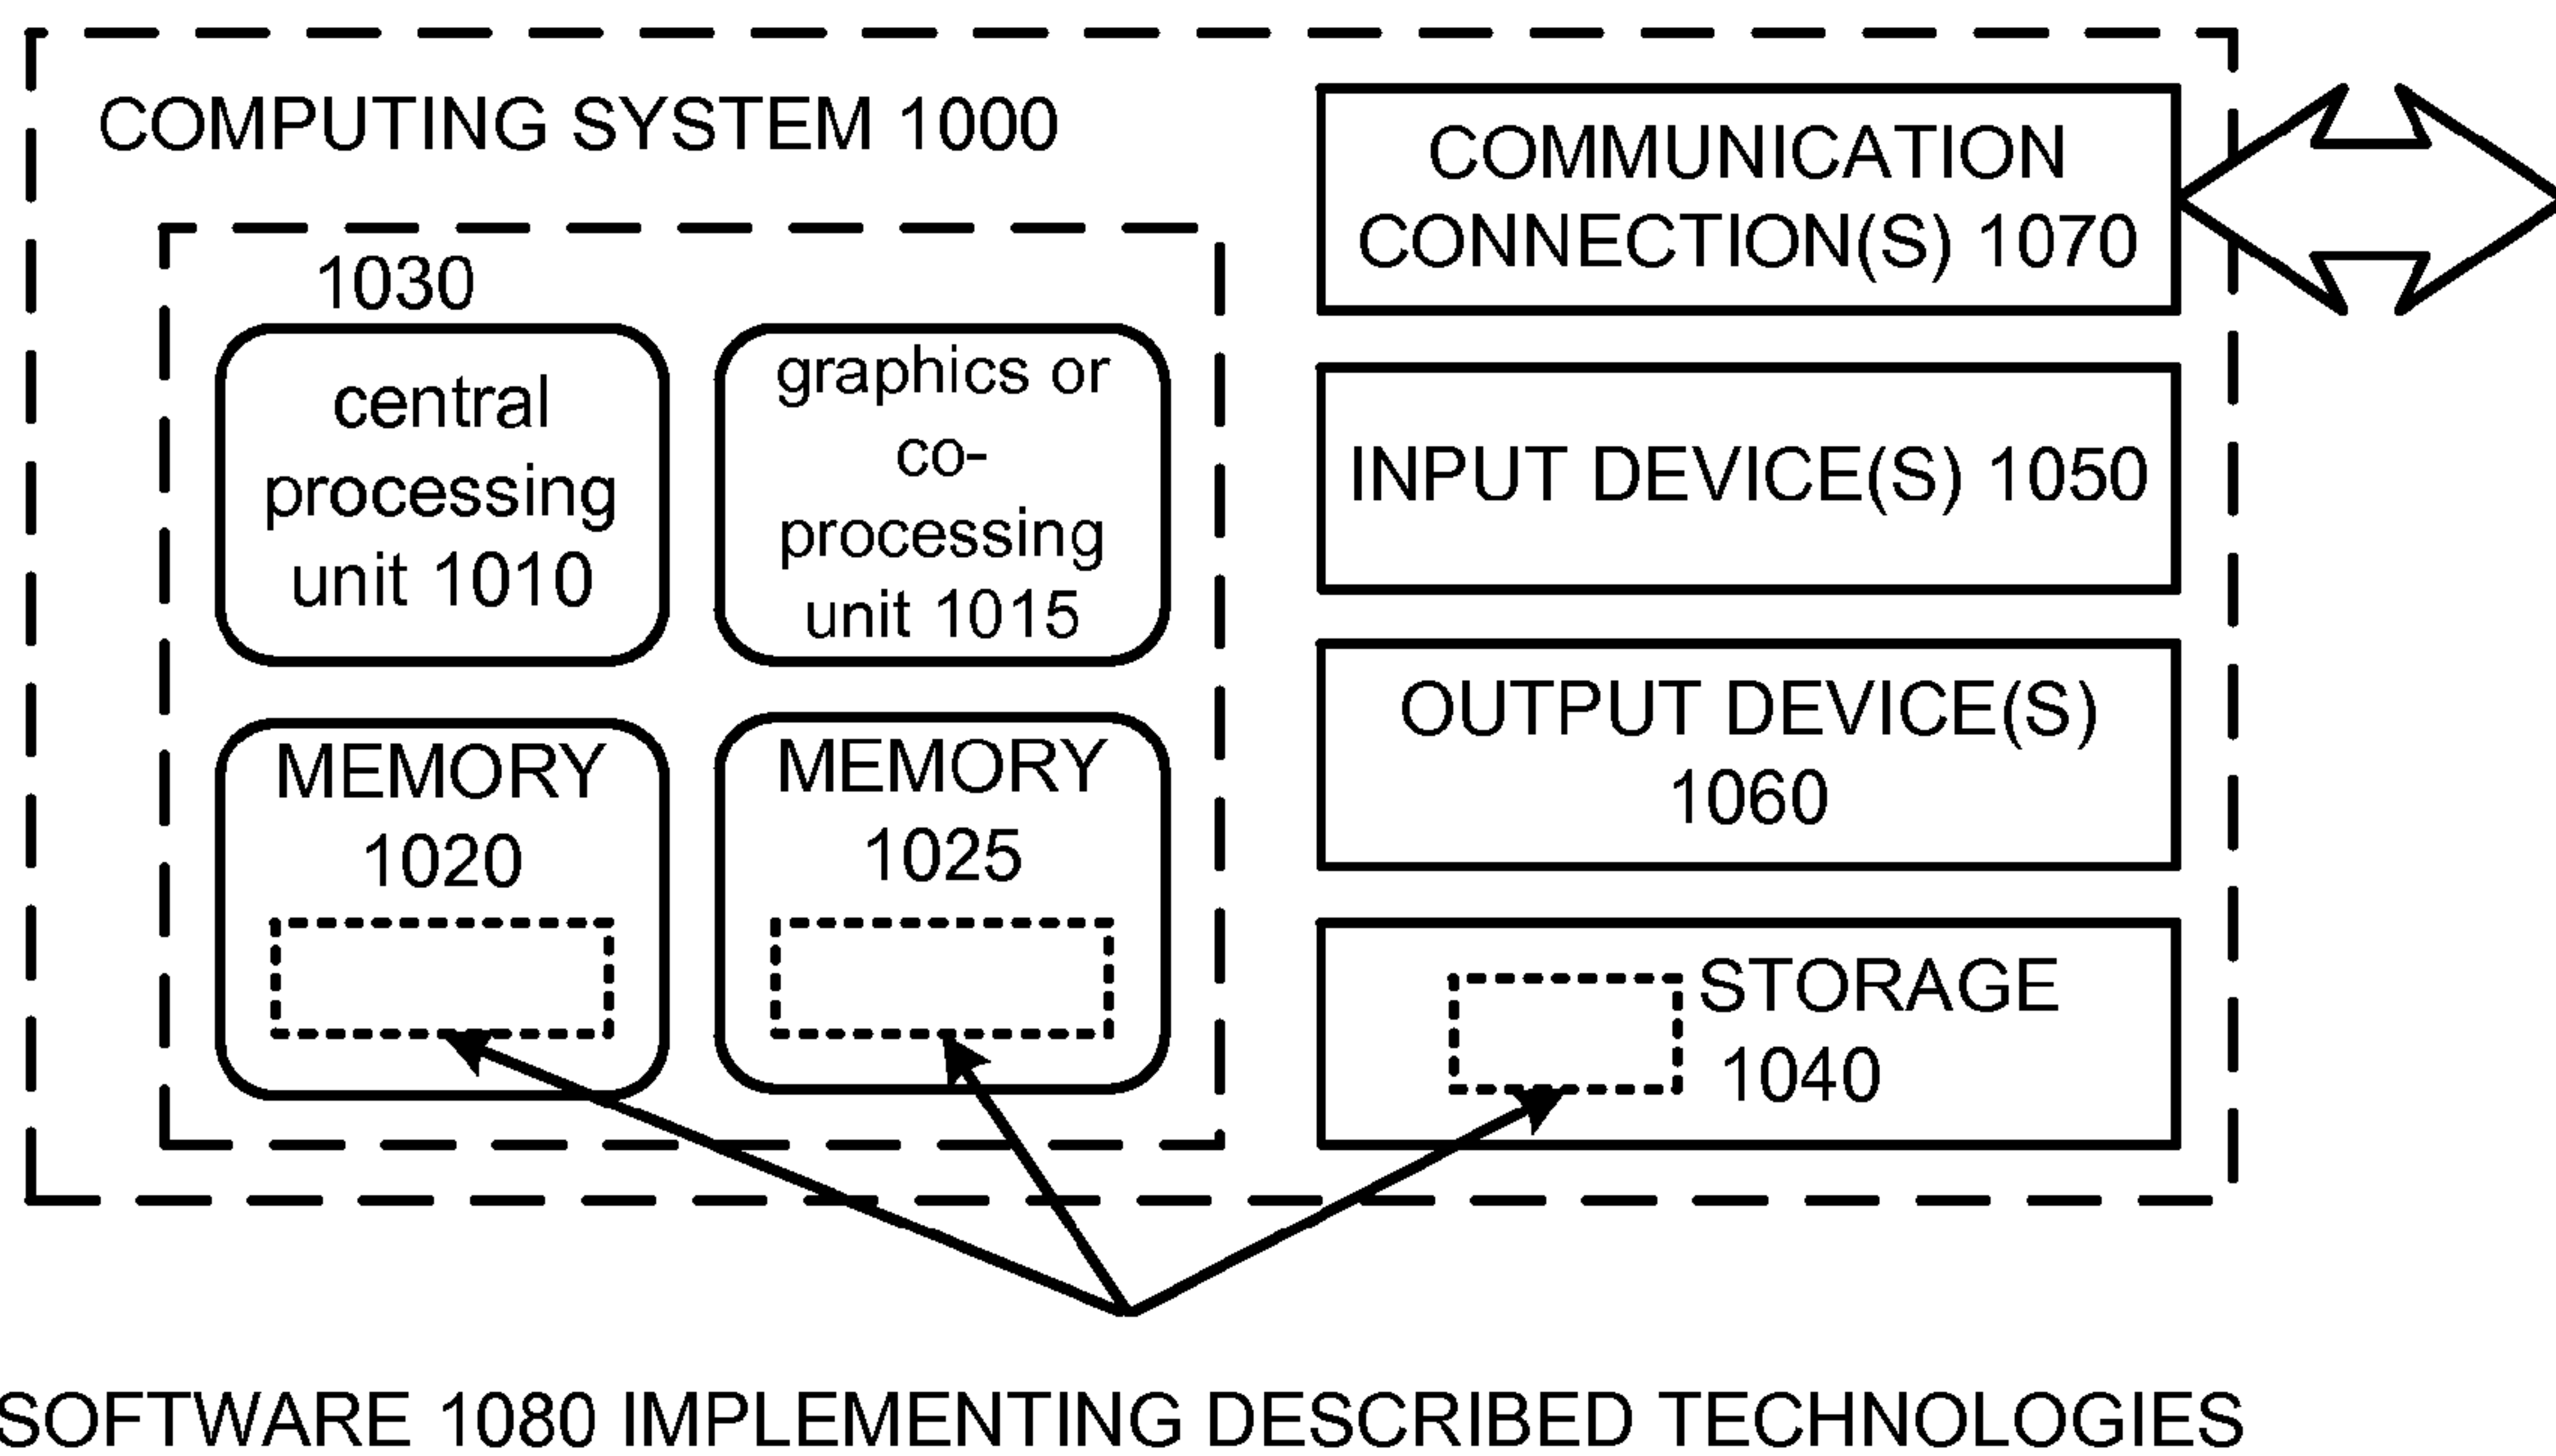 COMPUTING SYSTEM 1000
1030
central
processing
unit 1010
graphics or
co-
processing
unit 1015
MEMORY
1020
MEMORY
1025
COMMUNICATION
CONNECTION(S) 1070
INPUT DEVICE(S) 1050
OUTPUT DEVICE(S)
1060
STORAGE
1040
SOFTWARE 1080 IMPLEMENTING DESCRIBED TECHNOLOGIES